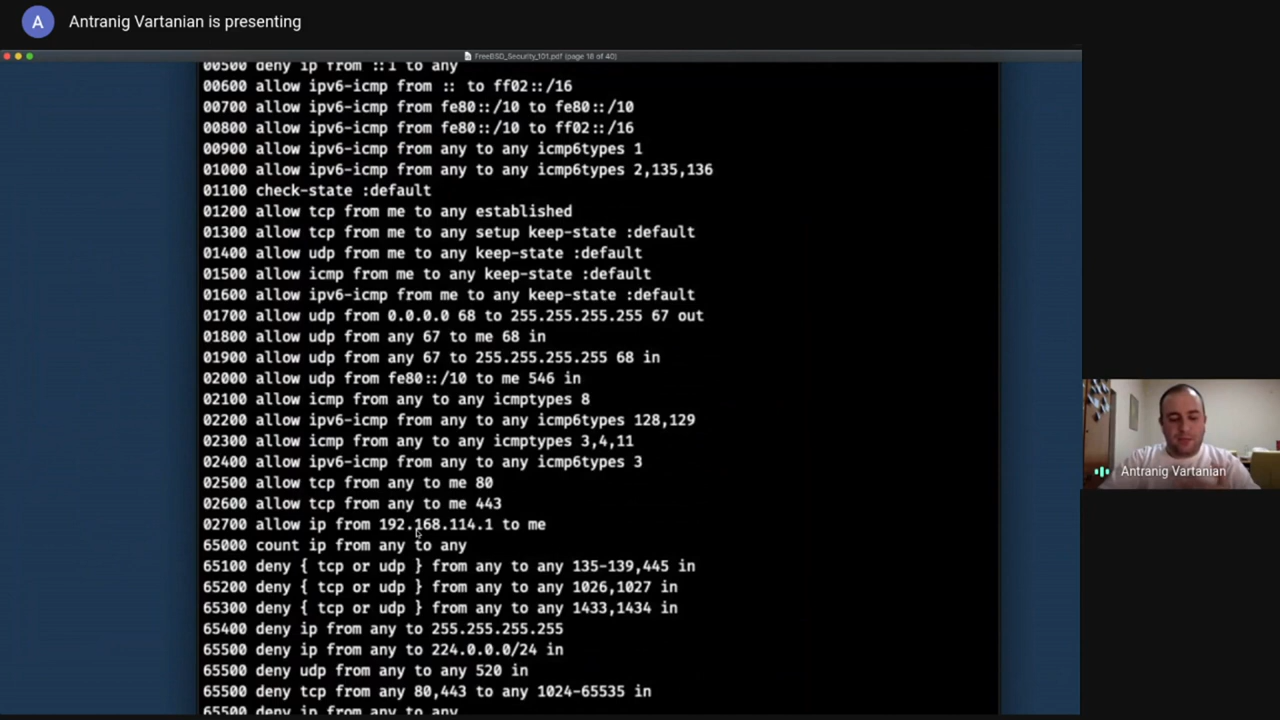 A
Antranig Vartanian is presenting
FreeBSD_Security_101.pdf (page 18 of 40)
00500 deny ip from ::1 to any
00600 allow ipv6-icmp from :: to ff02::/16
00700 allow ipv6-icmp from fe80::/10 to fe80::/10
00800 allow ipv6-icmp from fe80::/10 to ff02::/16
00900 allow ipv6-icmp from any to any icmp6types 1
01000 allow ipv6-icmp from any to any icmp6types 2,135,136
01100 check-state :default
01200 allow tcp from me to any established
01300 allow tcp from me to any setup keep-state :default
01400 allow udp from me to any keep-state :default
01500 allow icmp from me to any keep-state :default
01600 allow ipv6-icmp from me to any keep-state :default
01700 allow udp from 0.0.0.0 68 to 255.255.255.255 67 out
01800 allow udp from any 67 to me 68 in
01900 allow udp from any 67 to 255.255.255.255 68 in
02000 allow udp from fe80::/10 to me 546 in
02100 allow icmp from any to any icmptypes 8
02200 allow ipv6-icmp from any to any icmp6types 128,129
02300 allow icmp from any to any icmptypes 3,4,11
02400 allow ipv6-icmp from any to any icmp6types 3
02500 allow tcp from any to me 80
02600 allow tcp from any to me 443
02700 allow ip from 192.168.114.1 to me
65000 count ip from any to any
65100 deny { tcp or udp } from any to any 135-139,445 in
65200 deny { tcp or udp } from any to any 1026,1027 in
65300 deny { tcp or udp } from any to any 1433,1434 in
65400 deny ip from any to 255.255.255.255
65500 deny ip from any to 224.0.0.0/24 in
65500 deny udp from any to any 520 in
65500 deny tcp from any 80,443 to any 1024-65535 in
65500 deny ip from any to any
Antranig Vartanian